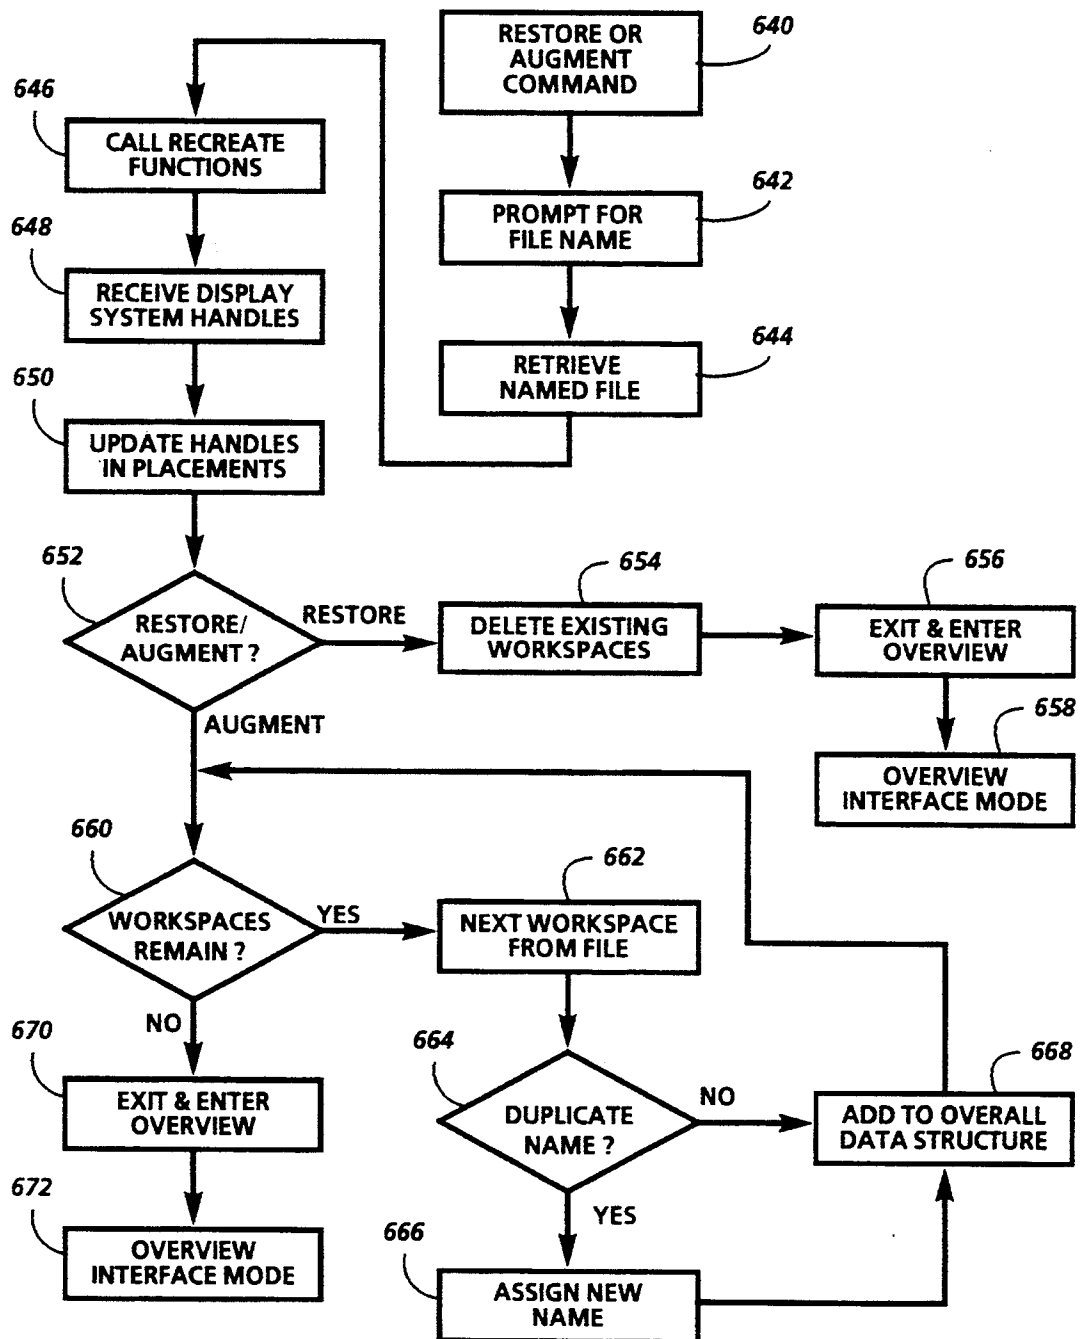 640
RESTORE OR
AUGMENT
COMMAND
642
PROMPT FOR
FILE NAME
644
RETRIEVE
NAMED FILE
646
CALL RECREATE
FUNCTIONS
648
RECEIVE DISPLAY
SYSTEM HANDLES
650
UPDATE HANDLES
IN PLACEMENTS
652
RESTORE/
AUGMENT ?
RESTORE
654
DELETE EXISTING
WORKSPACES
656
EXIT & ENTER
OVERVIEW
658
OVERVIEW
INTERFACE MODE
AUGMENT
660
WORKSPACES
REMAIN ?
YES
662
NEXT WORKSPACE
FROM FILE
664
DUPLICATE
NAME ?
NO
668
ADD TO OVERALL
DATA STRUCTURE
YES
666
ASSIGN NEW
NAME
NO
670
EXIT & ENTER
OVERVIEW
672
OVERVIEW
INTERFACE MODE